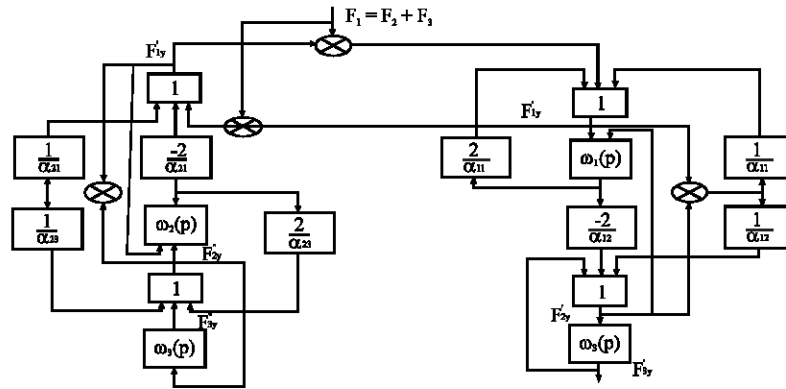 F₁ = F₂ + F₃
F'₁y
1
1
F'₁y
1/α₂₁
-2/α₂₁
2/α₁₁
ω₁(p)
1/α₁₁
1/α₂₃
ω₂(p)
2/α₂₃
-2/α₁₂
1/α₁₂
F''₂y
1
1
F''₃y
F'₂y
ω₃(p)
ω₃(p)
F'₃y